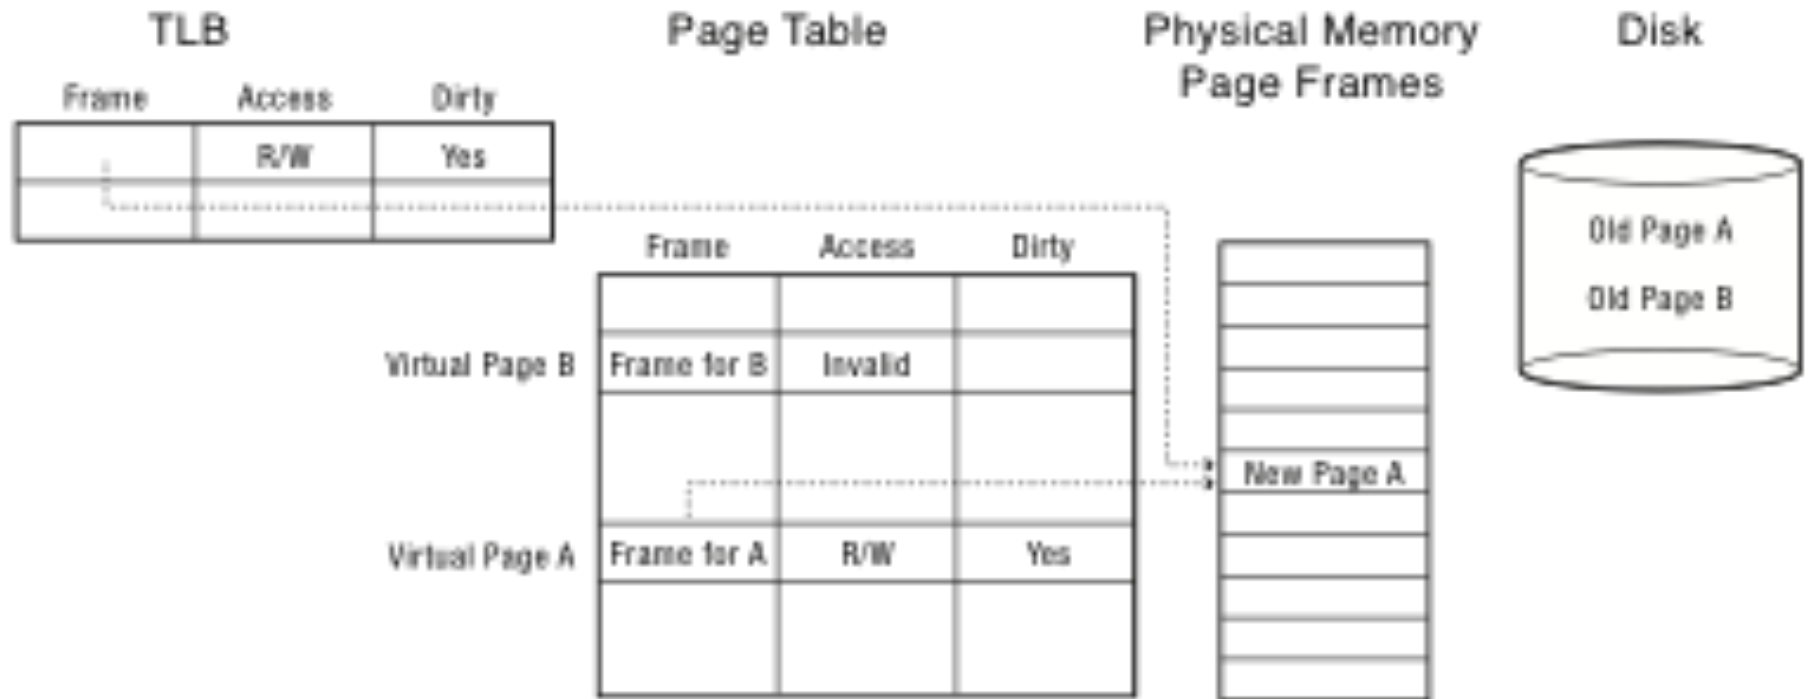 TLB
Page Table
Physical Memory
Page Frames
Disk
Frame Access Dirty
R/W Yes
Old Page A
Old Page B
Frame Access Dirty
Virtual Page B Frame for B Invalid
New Page A
Virtual Page A Frame for A R/W Yes